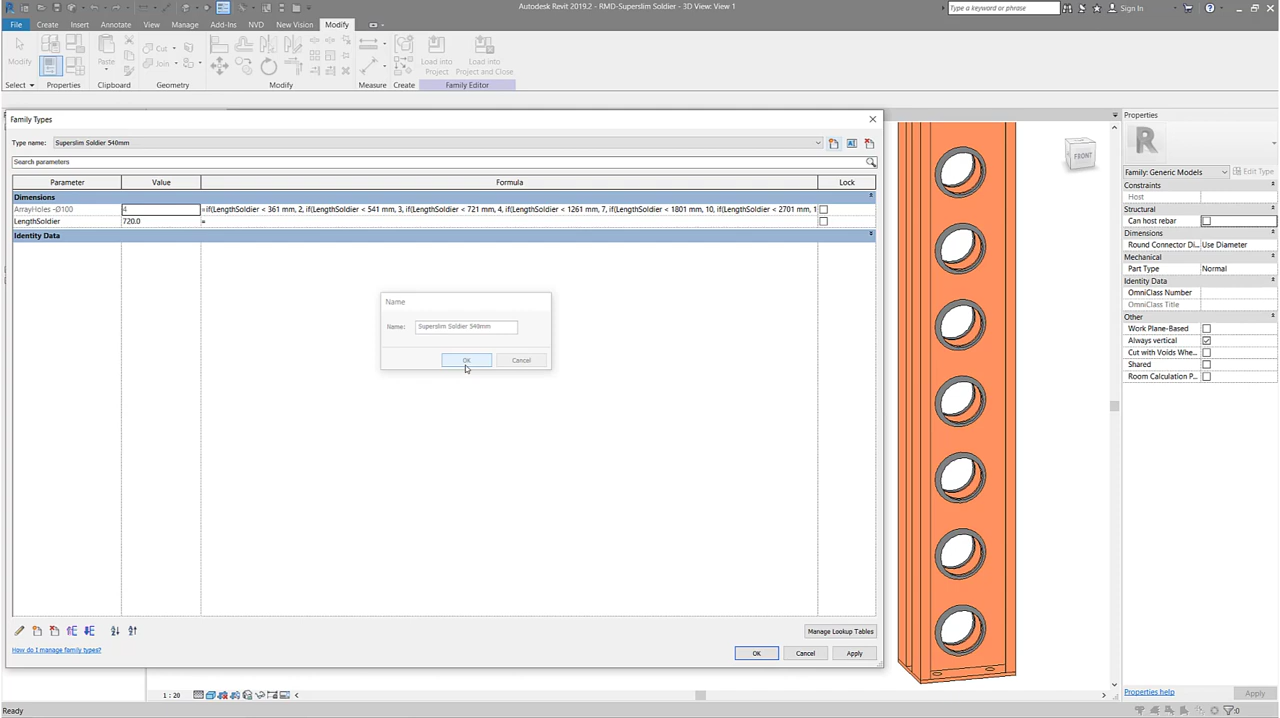 Autodesk Revit 2019.2 - RMD-Superslim Soldier - 3D View: View 1
Type a keyword or phrase
Sign In
File Create Insert Annotate View Manage Add-Ins NVD New Vision Modify
Modify
Paste
Cut
Join
Load into Project
Load into Project and Close
Select Properties Clipboard Geometry Modify Measure Create Family Editor
Family Types
Type name: Superslim Soldier 540mm
Search parameters
Parameter Value Formula Lock
Dimensions
ArrayHoles -Ø100 4 =if(LengthSoldier < 361 mm, 2, if(LengthSoldier < 541 mm, 3, if(LengthSoldier < 721 mm, 4, if(LengthSoldier < 1261 mm, 7, if(LengthSoldier < 1801 mm, 10, if(LengthSoldier < 2701 mm, 1
LengthSoldier 720.0 =
Identity Data
Name
Name: Superslim Soldier 540mm
OK Cancel
Manage Lookup Tables
How do I manage family types?
OK Cancel Apply
FRONT
Properties
R
Family: Generic Models Edit Type
Constraints
Host
Structural
Can host rebar
Dimensions
Round Connector Di... Use Diameter
Mechanical
Part Type Normal
Identity Data
OmniClass Number
OmniClass Title
Other
Work Plane-Based
Always vertical
Cut with Voids Whe...
Shared
Room Calculation P...
Properties help Apply
1 : 20
Ready
:0